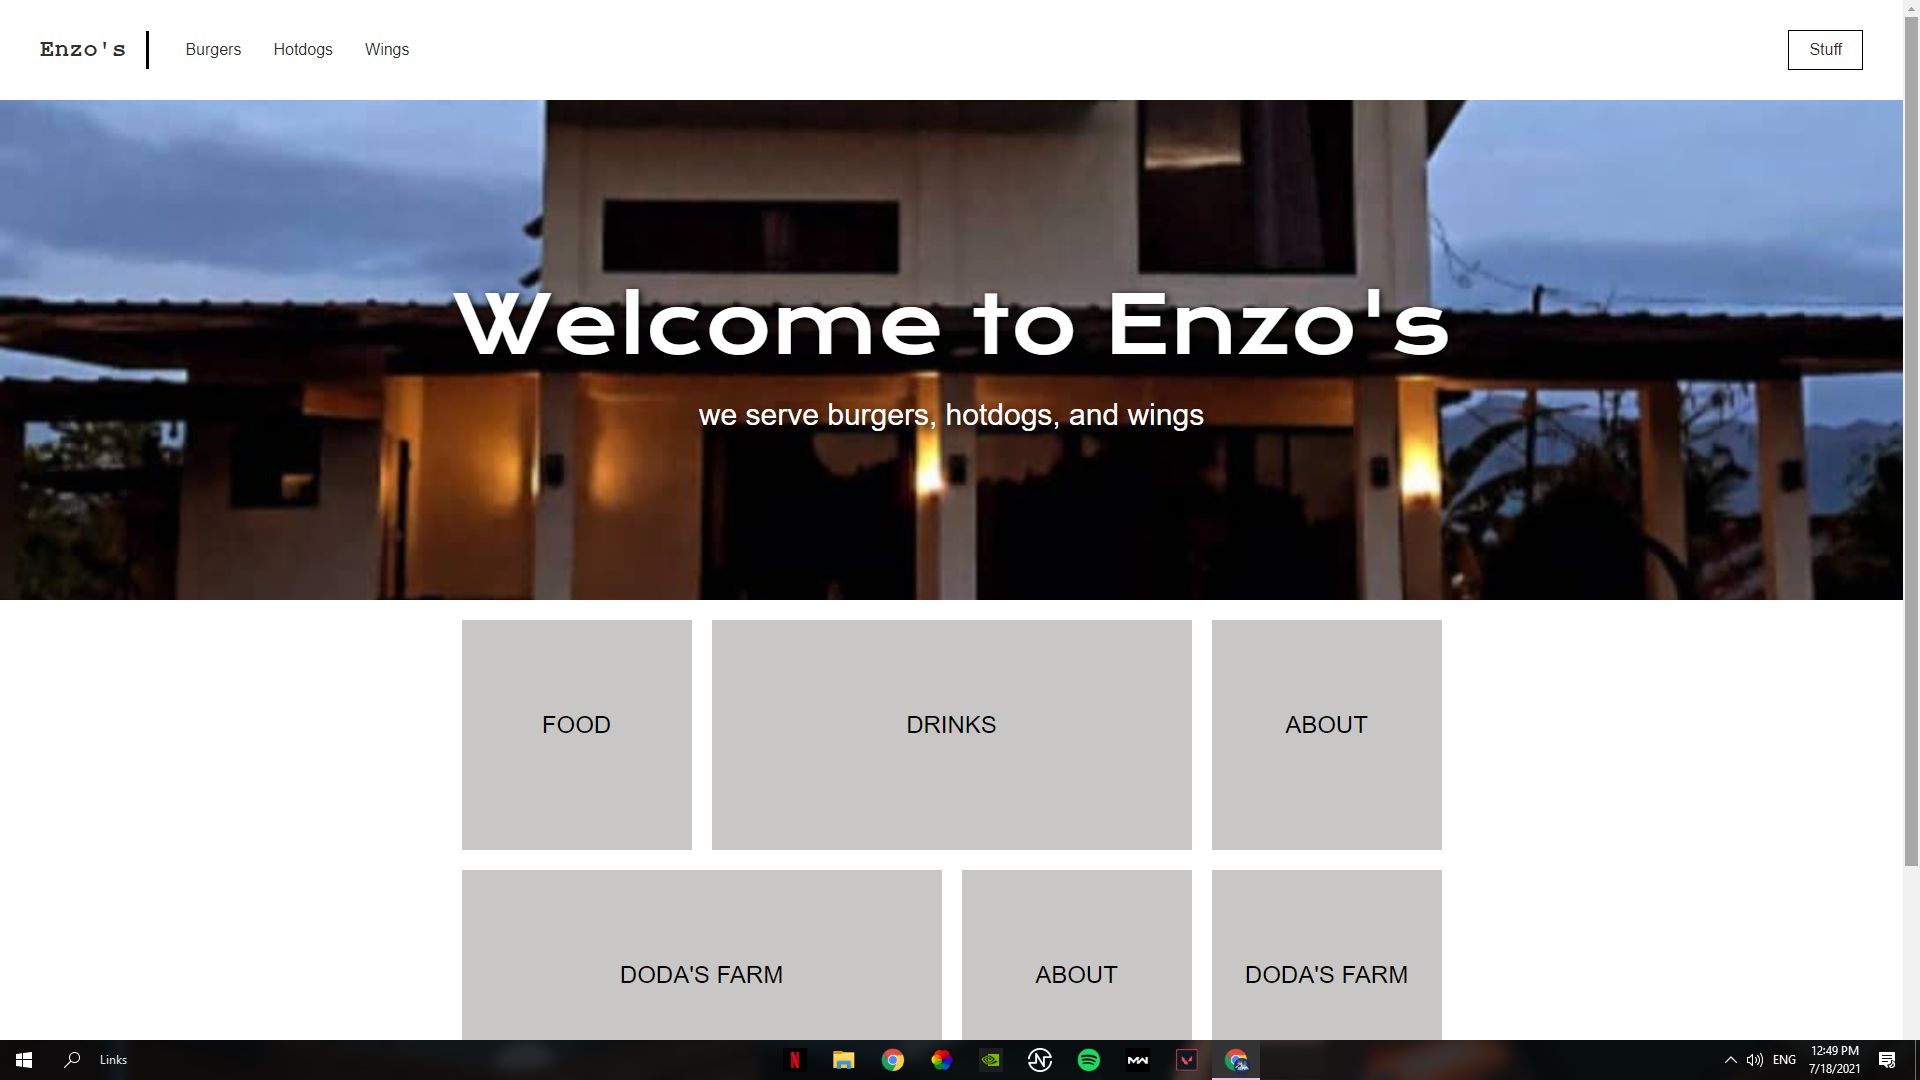 Enzo's
Burgers Hotdogs Wings
Stuff
Welcome to Enzo's
we serve burgers, hotdogs, and wings
FOOD
DRINKS
ABOUT
DODA'S FARM
ABOUT
DODA'S FARM
Links
ENG
12:49 PM
7/18/2021